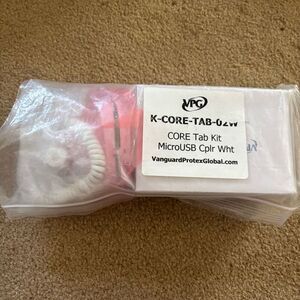 VPG
K-CORE-TAB-02W
CORE Tab Kit
MicroUSB Cplr Wht
VanguardProtexGlobal.com